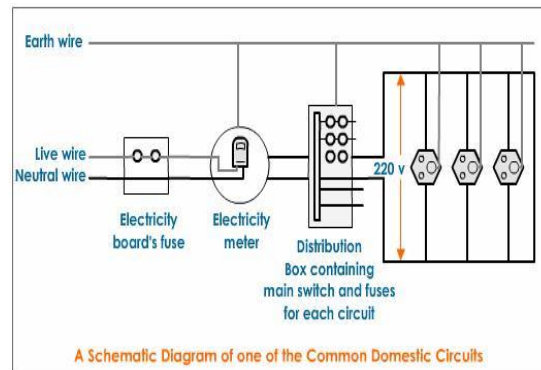 Earth wire
Live wire
Neutral wire
220 v
Electricity
board's fuse
Electricity
meter
Distribution
Box containing
main switch and fuses
for each circuit
A Schematic Diagram of one of the Common Domestic Circuits